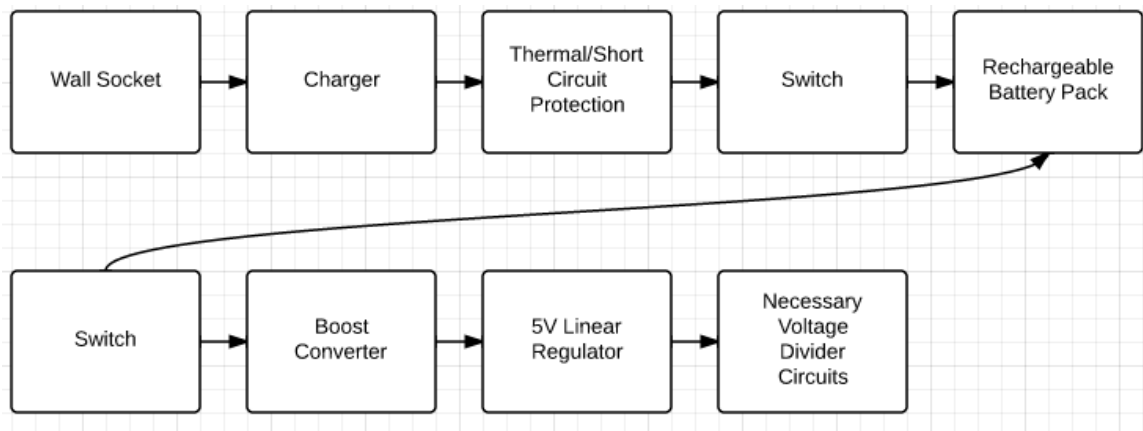 Wall Socket
Charger
Thermal/Short
Circuit
Protection
Switch
Rechargeable
Battery Pack
Switch
Boost
Converter
5V Linear
Regulator
Necessary
Voltage
Divider
Circuits